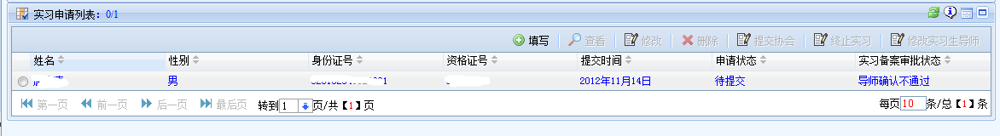 实习申请列表：0/1
填写 查看 修改 删除 提交协会 终止实习 修改实习生导师
姓名 性别 身份证号 资格证号 提交时间 申请状态 实习备案审批状态
男 2012年11月14日 待提交 导师确认不通过
第一页 前一页 后一页 最后页 转到1页/共【1】页 每页10条/总【1】条